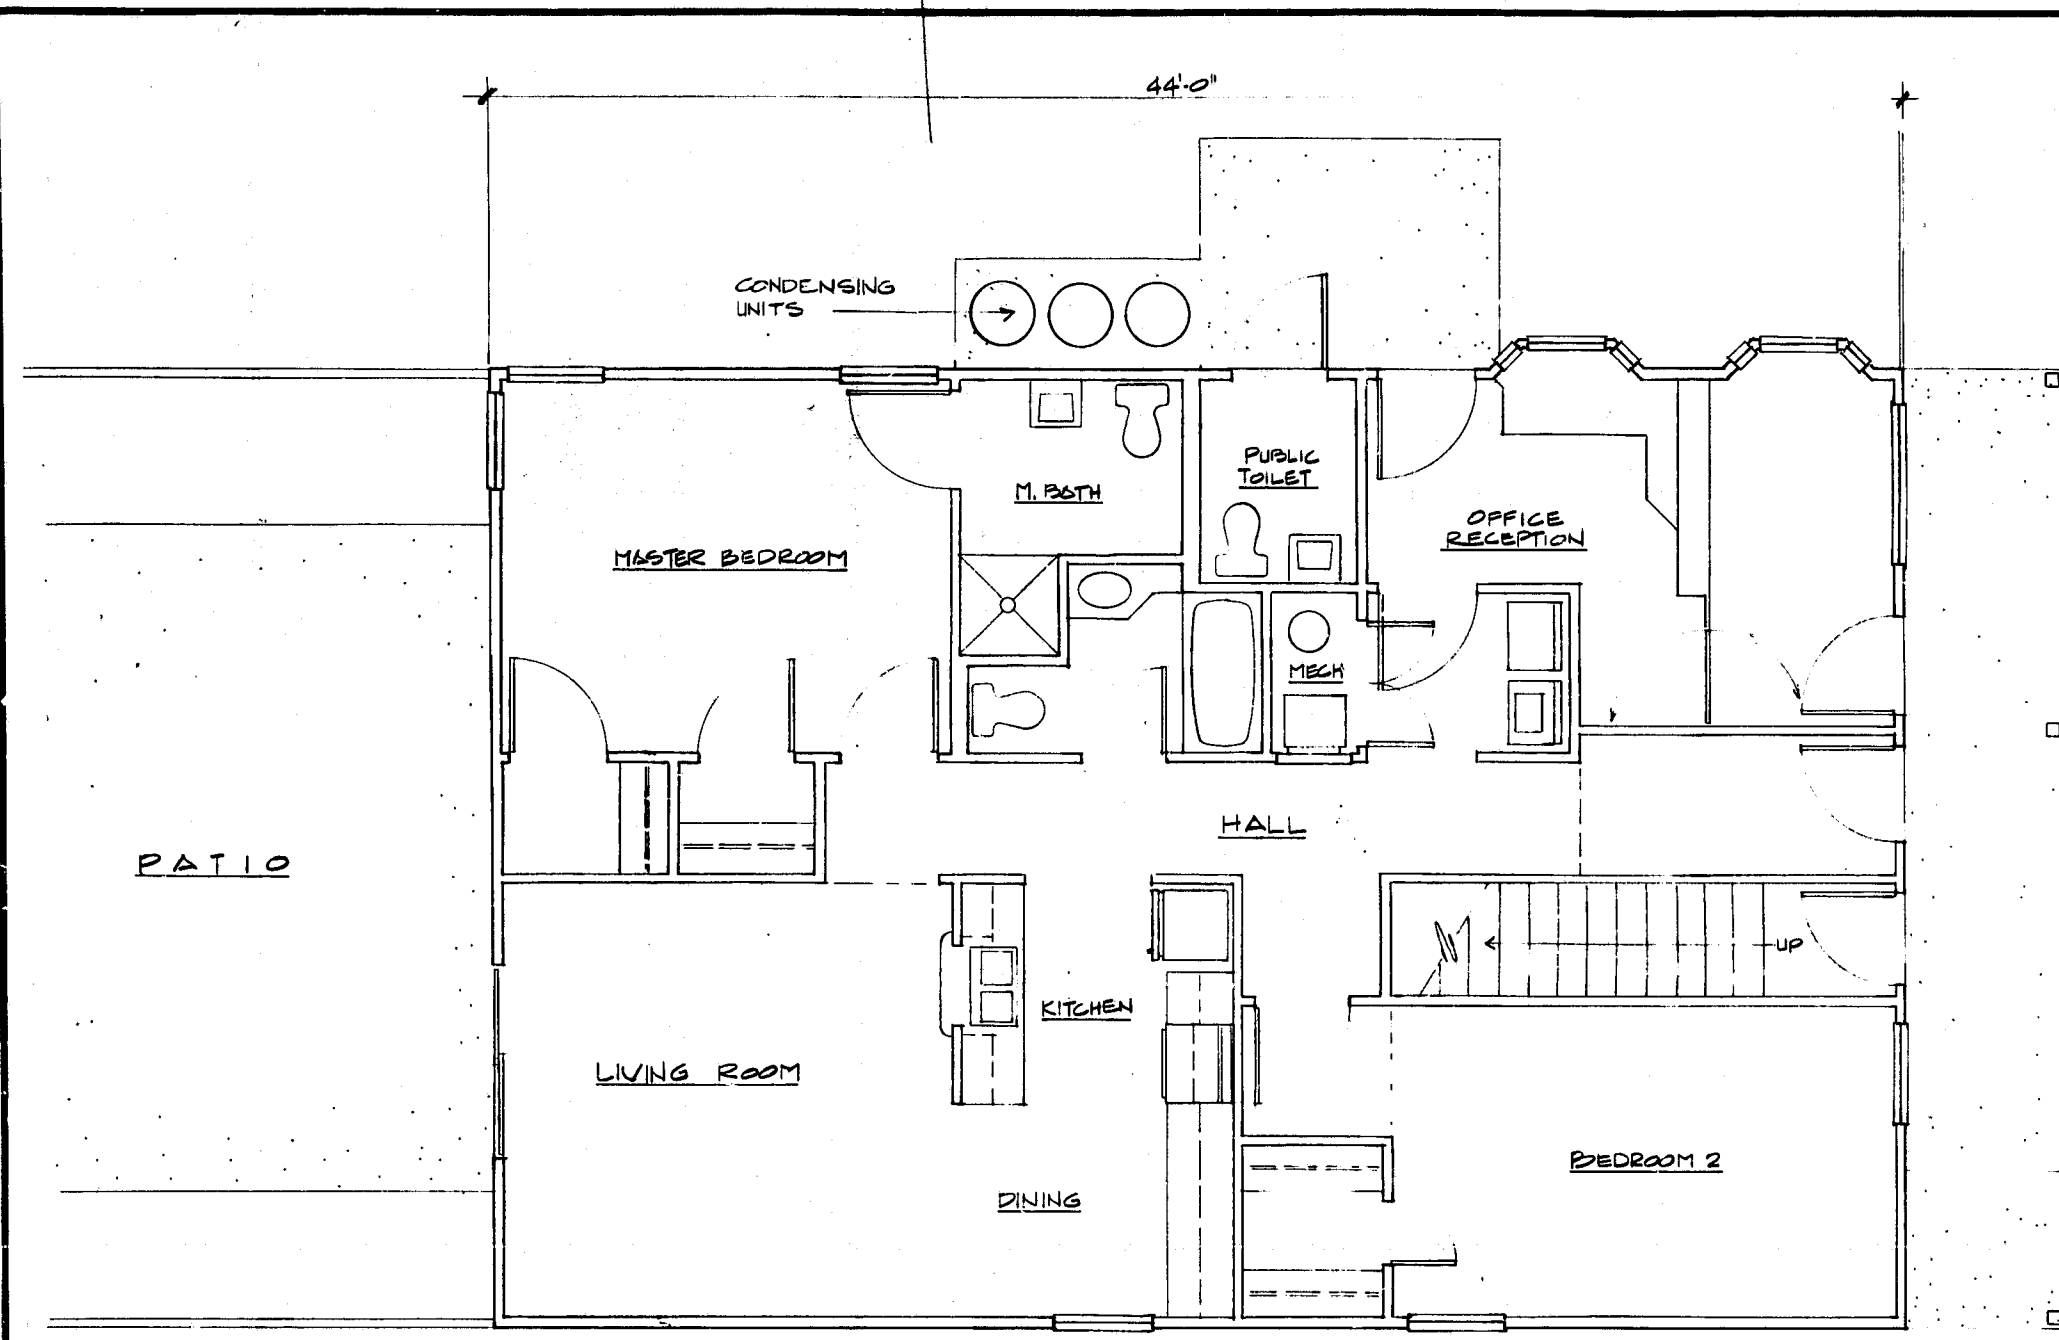 44'-0"
CONDENSING
UNITS
PUBLIC
TOILET
M. BATH
OFFICE
RECEPTION
MASTER BEDROOM
MECH
HALL
PATIO
UP
KITCHEN
LIVING ROOM
BEDROOM 2
DINING